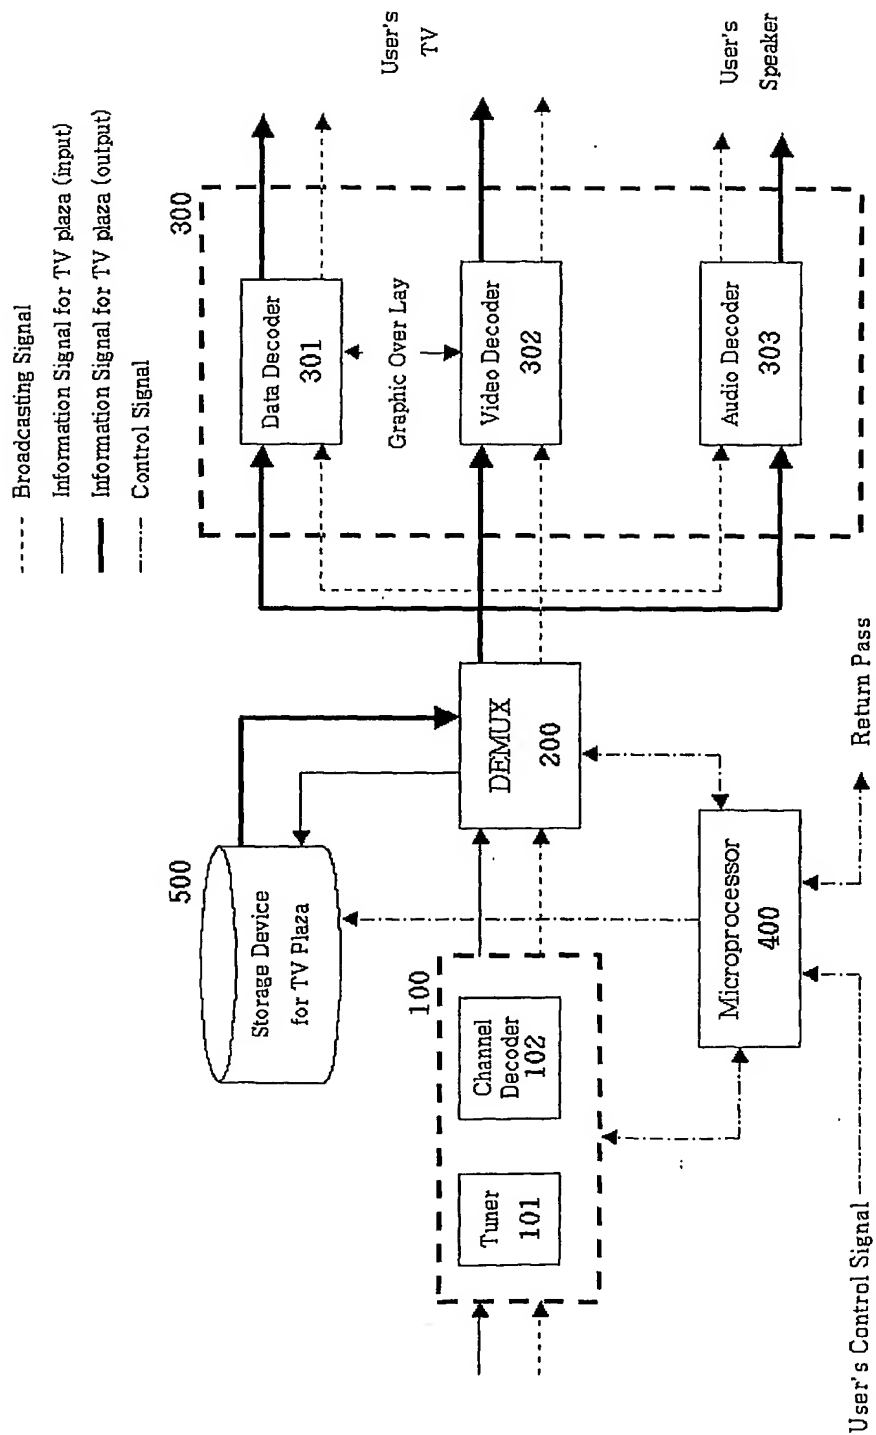 ---- Broadcasting Signal
—— Information Signal for TV plaza (input)
—— Information Signal for TV plaza (output)
-·-·- Control Signal
500
Storage Device
for TV Plaza
300
Data Decoder
301
User's
TV
Graphic Over Lay
100
Tuner
101
Channel
Decoder
102
DEMUX
200
Video Decoder
302
Audio Decoder
303
User's
Speaker
Microprocessor
400
User's Control Signal
Return Pass